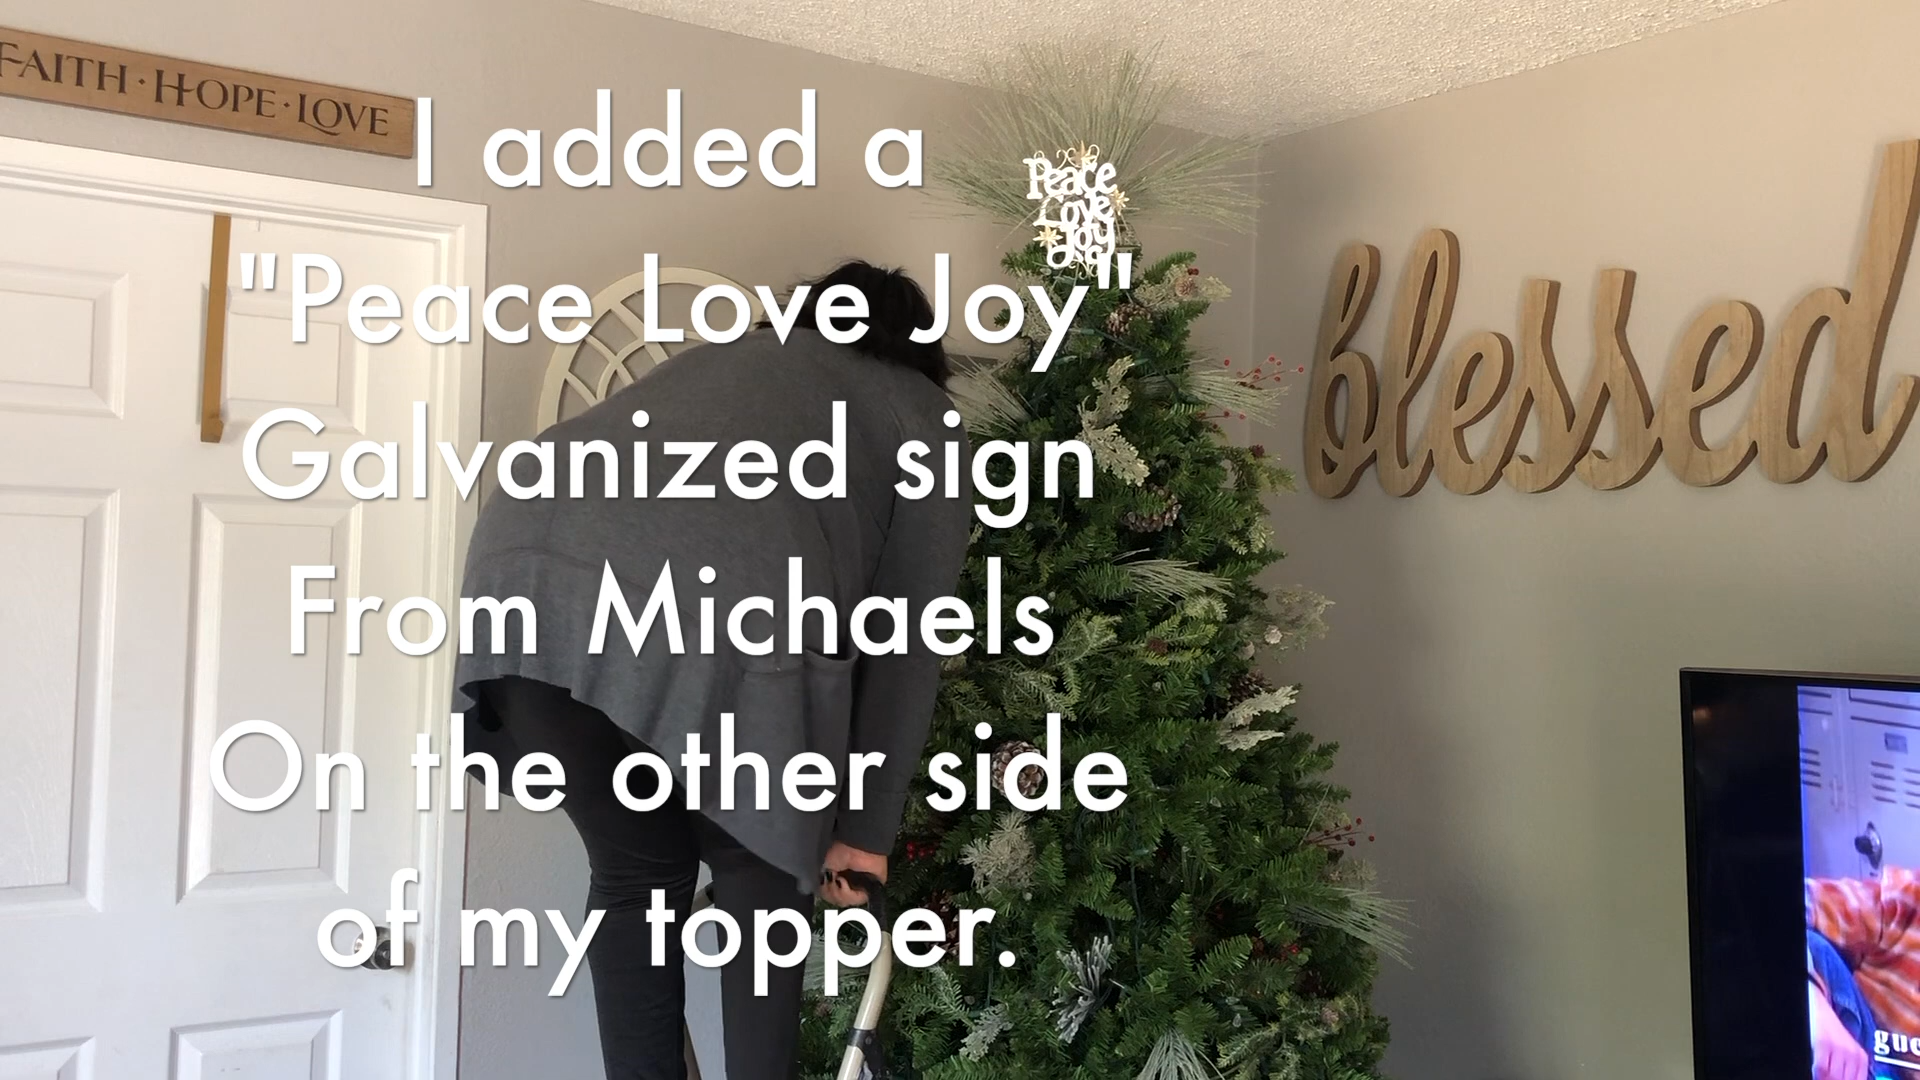 FAITH · HOPE · LOVE
I added a
"Peace Love Joy"
Galvanized sign
From Michaels
On the other side
of my topper.
Peace
Love
Joy
blessed